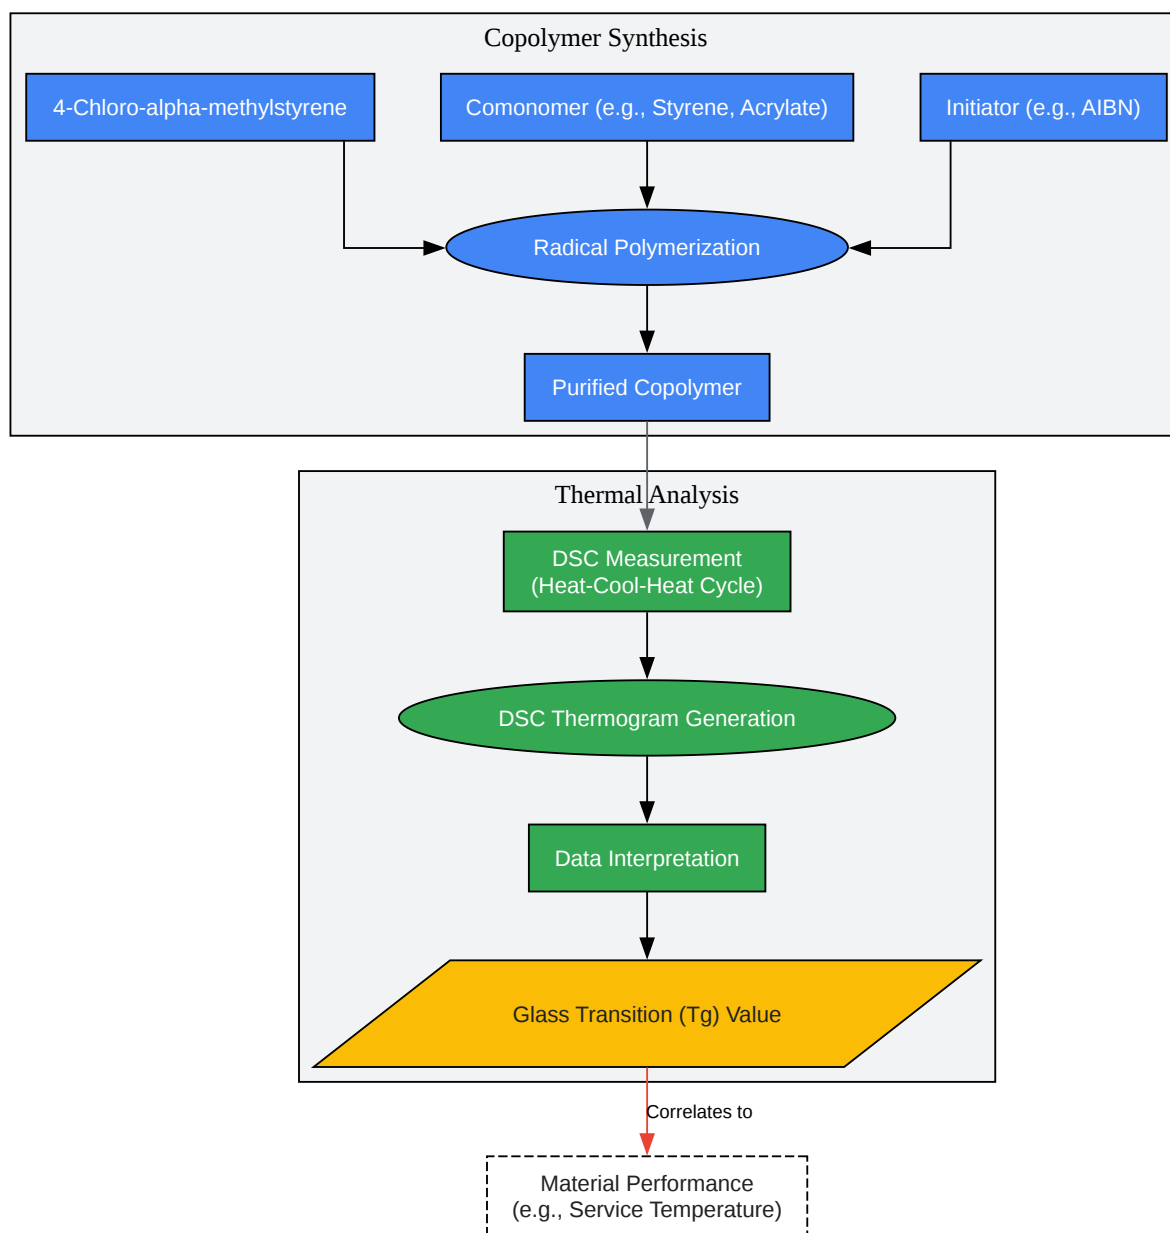 Copolymer Synthesis
4-Chloro-alpha-methylstyrene
Comonomer (e.g., Styrene, Acrylate)
Initiator (e.g., AIBN)
Radical Polymerization
Purified Copolymer
Thermal Analysis
DSC Measurement
(Heat-Cool-Heat Cycle)
DSC Thermogram Generation
Data Interpretation
Glass Transition (Tg) Value
Correlates to
Material Performance
(e.g., Service Temperature)